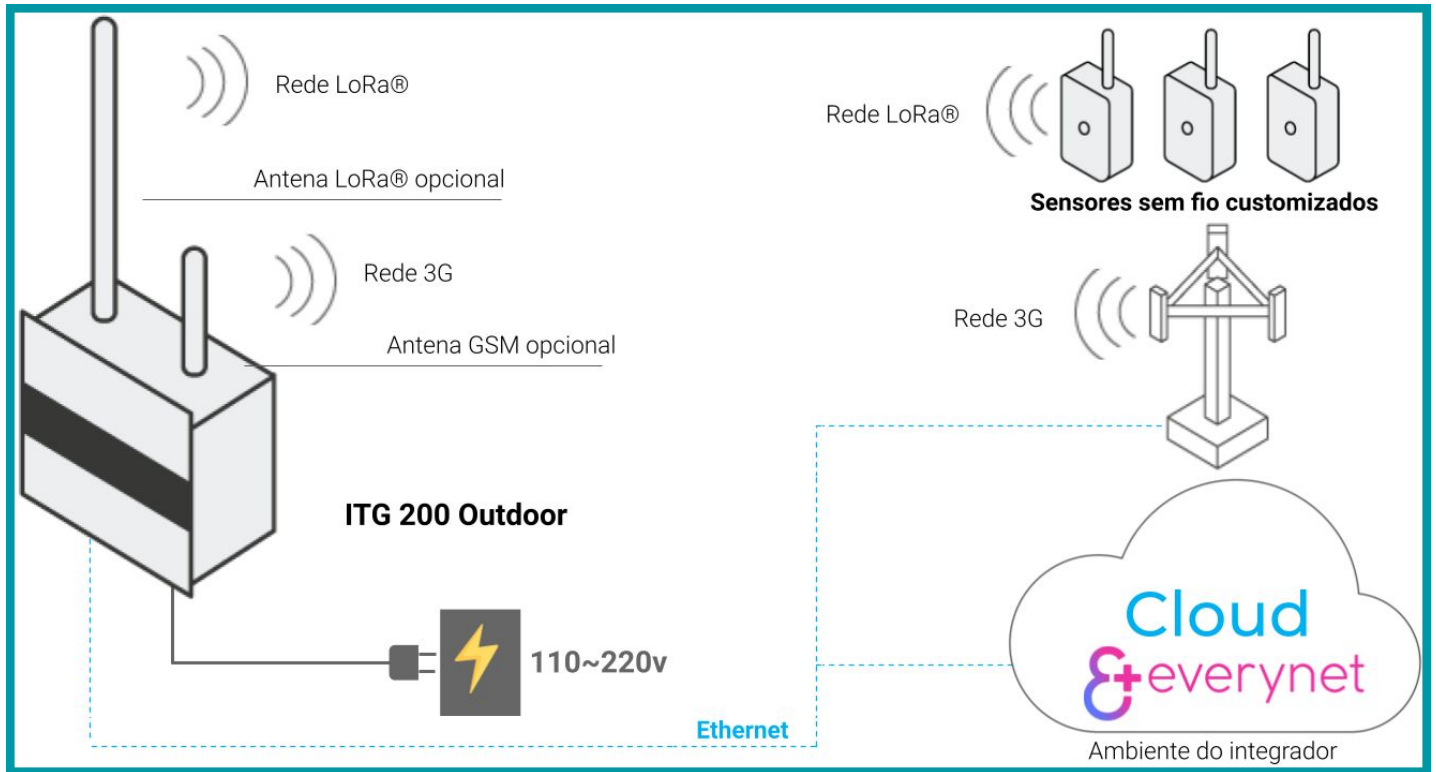 Rede LoRa®
Antena LoRa® opcional
Rede 3G
Antena GSM opcional
ITG 200 Outdoor
110~220v
Ethernet
Rede LoRa®
Sensores sem fio customizados
Rede 3G
Cloud
everynet
Ambiente do integrador